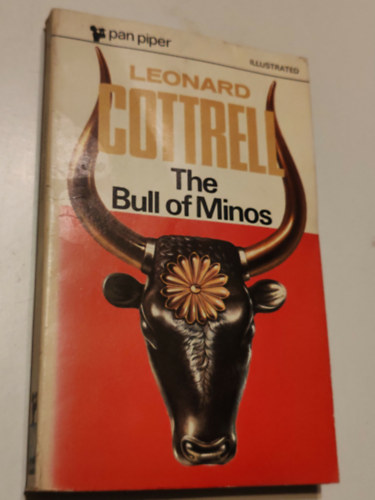 pan piper
ILLUSTRATED
LEONARD
COTTRELL
The
Bull of Minos